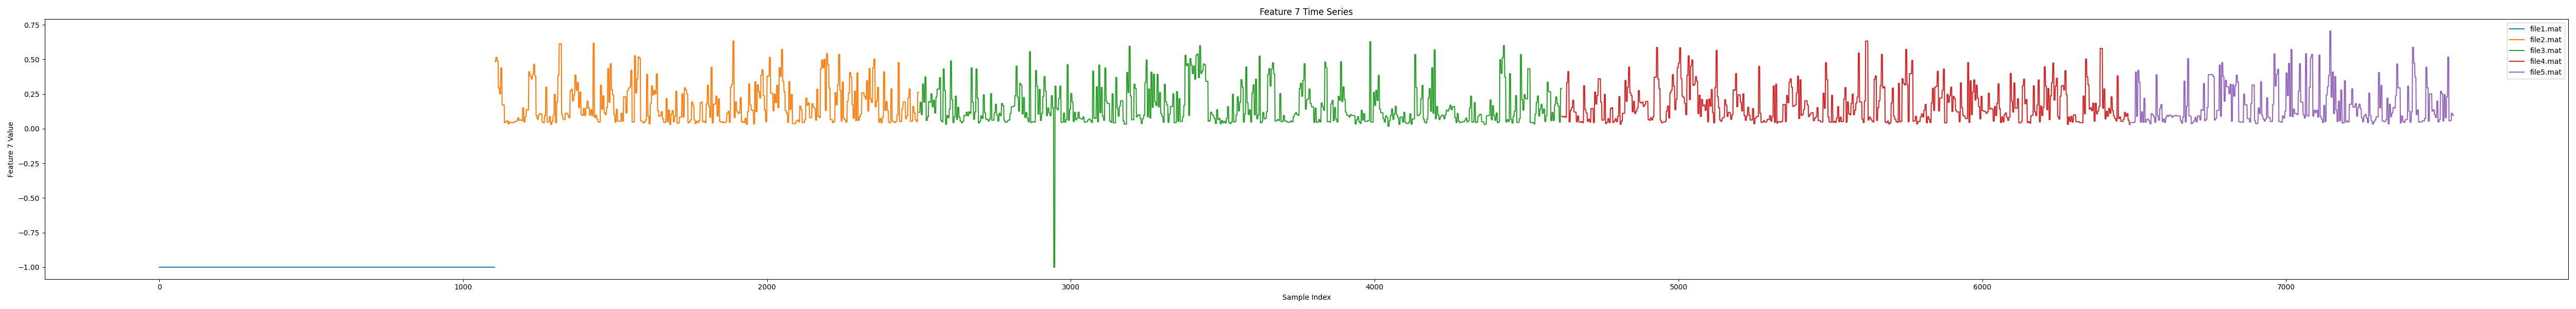 Feature 7 Time Series
file1.mat
file2.mat
file3.mat
file4.mat
file5.mat
Feature 7 Value
0.75
0.50
0.25
0.00
−0.25
−0.50
−0.75
−1.00
0 1000 2000 3000 4000 5000 6000 7000
Sample Index